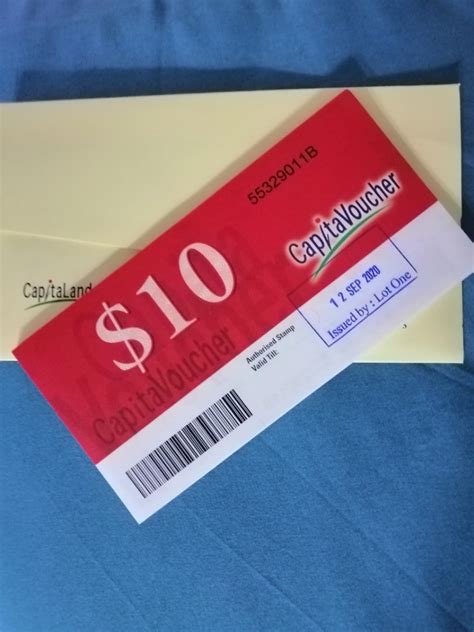 CapitaLand
55329011B
CapitaVoucher
$10
CapitaVoucher
Authorised Stamp
Valid Till:
12 SEP 2020
Issued by : Lot One